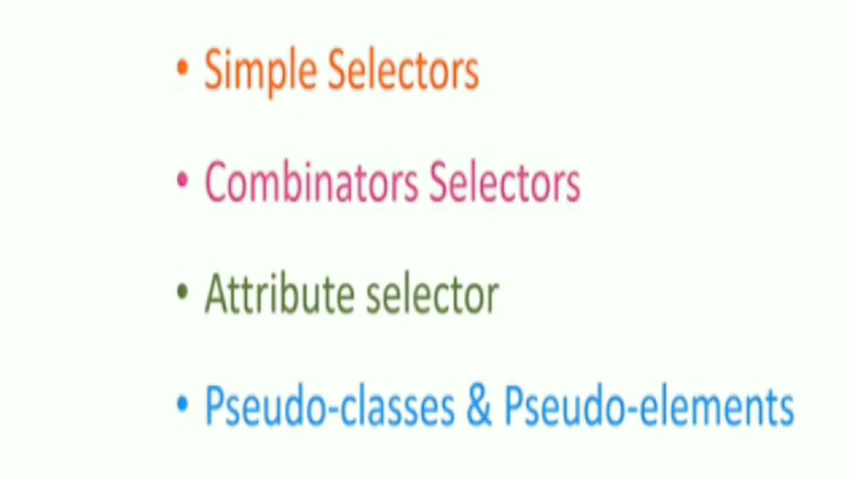 • Simple Selectors
• Combinators Selectors
• Attribute selector
• Pseudo-classes & Pseudo-elements